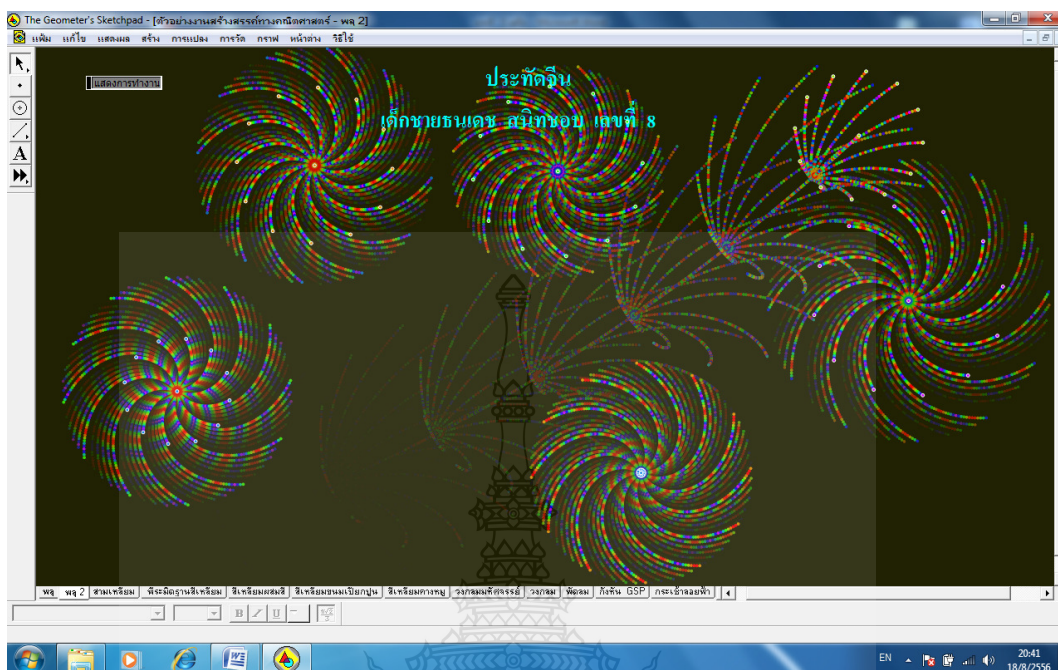 The Geometer's Sketchpad - [ตัวอย่างงานสร้างสรรค์ทางคณิตศาสตร์ - พลุ 2]
แฟ้ม แก้ไข แสดงผล สร้าง การแปลง การวัด กราฟ หน้าต่าง วิธีใช้
แสดงการทำงาน
ประทัดจีน
เด็กชายธนเดช สนิทชอบ เลขที่ 8
A
พลุ พลุ 2 สามเหลี่ยม พีระมิดฐานสี่เหลี่ยม สี่เหลี่ยมผสมสี สี่เหลี่ยมขนมเปียกปูน สี่เหลี่ยมคางหมู วงกลมมหัศจรรย์ วงกลม พัดลม กังหัน GSP กระเช้าลอยฟ้า
B I U
EN 20:41
18/8/2556